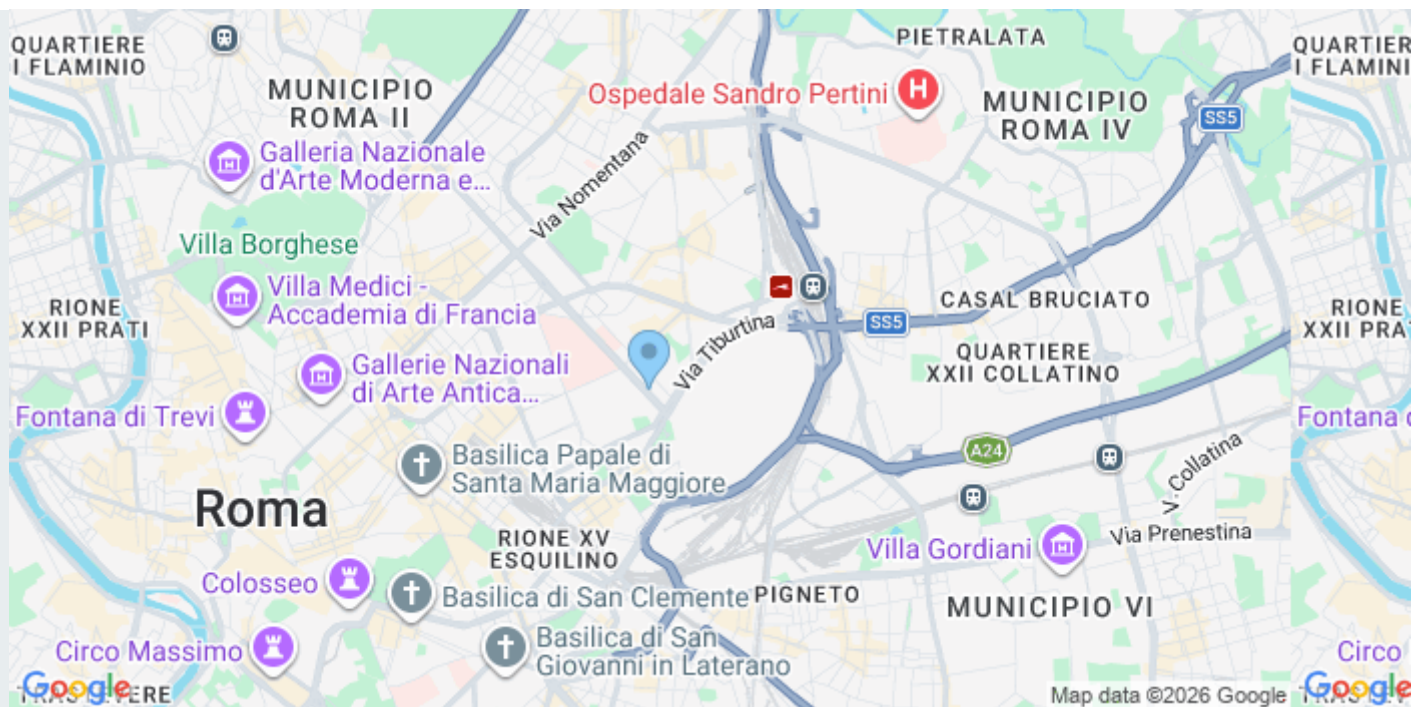 QUARTIERE
I FLAMINIO
MUNICIPIO
ROMA II
PIETRALATA
Ospedale Sandro Pertini
H
MUNICIPIO
ROMA IV
SS5
QUARTIER
I FLAMINI
Galleria Nazionale
d'Arte Moderna e...
Via Nomentana
Villa Borghese
Villa Medici -
Accademia di Francia
RIONE
XXII PRATI
CASAL BRUCIATO
SS5
RIONE
XXII PRA
Via Tiburtina
QUARTIERE
XXII COLLATINO
Gallerie Nazionali
di Arte Antica...
Fontana di Trevi
Fontana d
A24
V. Collatina
Basilica Papale di
Santa Maria Maggiore
Roma
RIONE XV
ESQUILINO
Villa Gordiani
Via Prenestina
Colosseo
Basilica di San Clemente
PIGNETO
MUNICIPIO VI
Circo Massimo
Basilica di San
Giovanni in Laterano
Circo
Google
TRASTEVERE
Map data ©2026 Google
Google